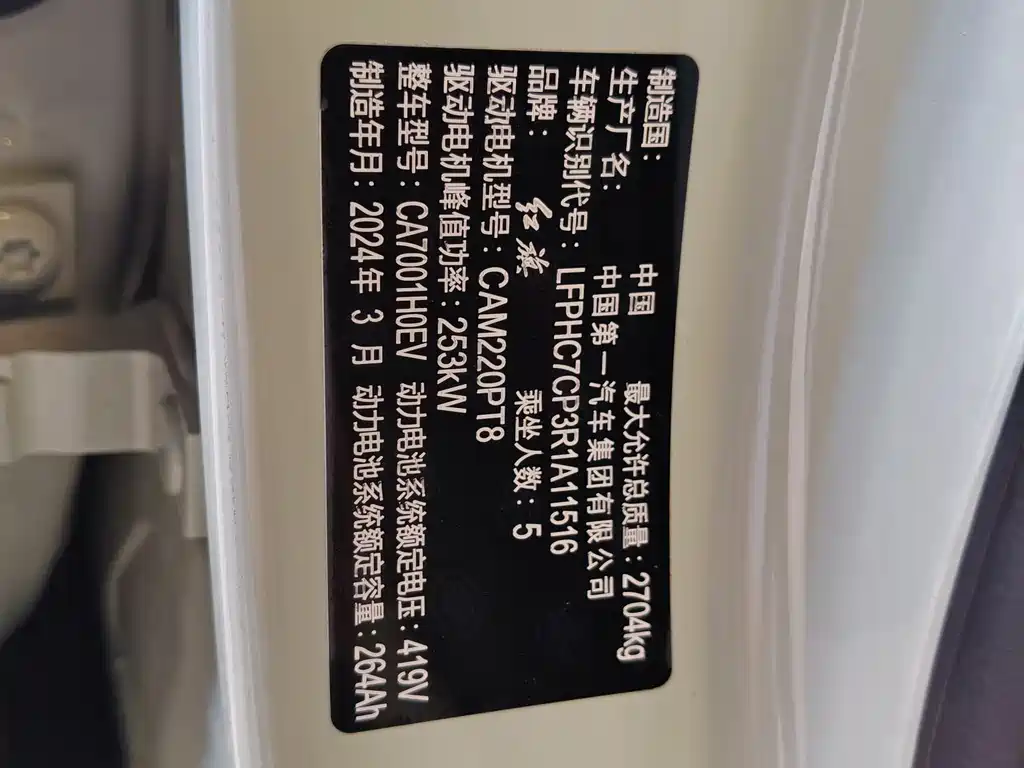 制造国: 中国 最大允许总质量: 2704kg
生产厂名: 中国第一汽车集团有限公司
车辆识别代号: LFPHC7CP3R1A11516
品牌: 红旗 乘坐人数: 5
驱动电机型号: CAM220PT8
驱动电机峰值功率: 253kW
整车型号: CA7001H0EV 动力电池系统额定电压: 419V
制造年月: 2024年 3 月 动力电池系统额定容量: 264Ah